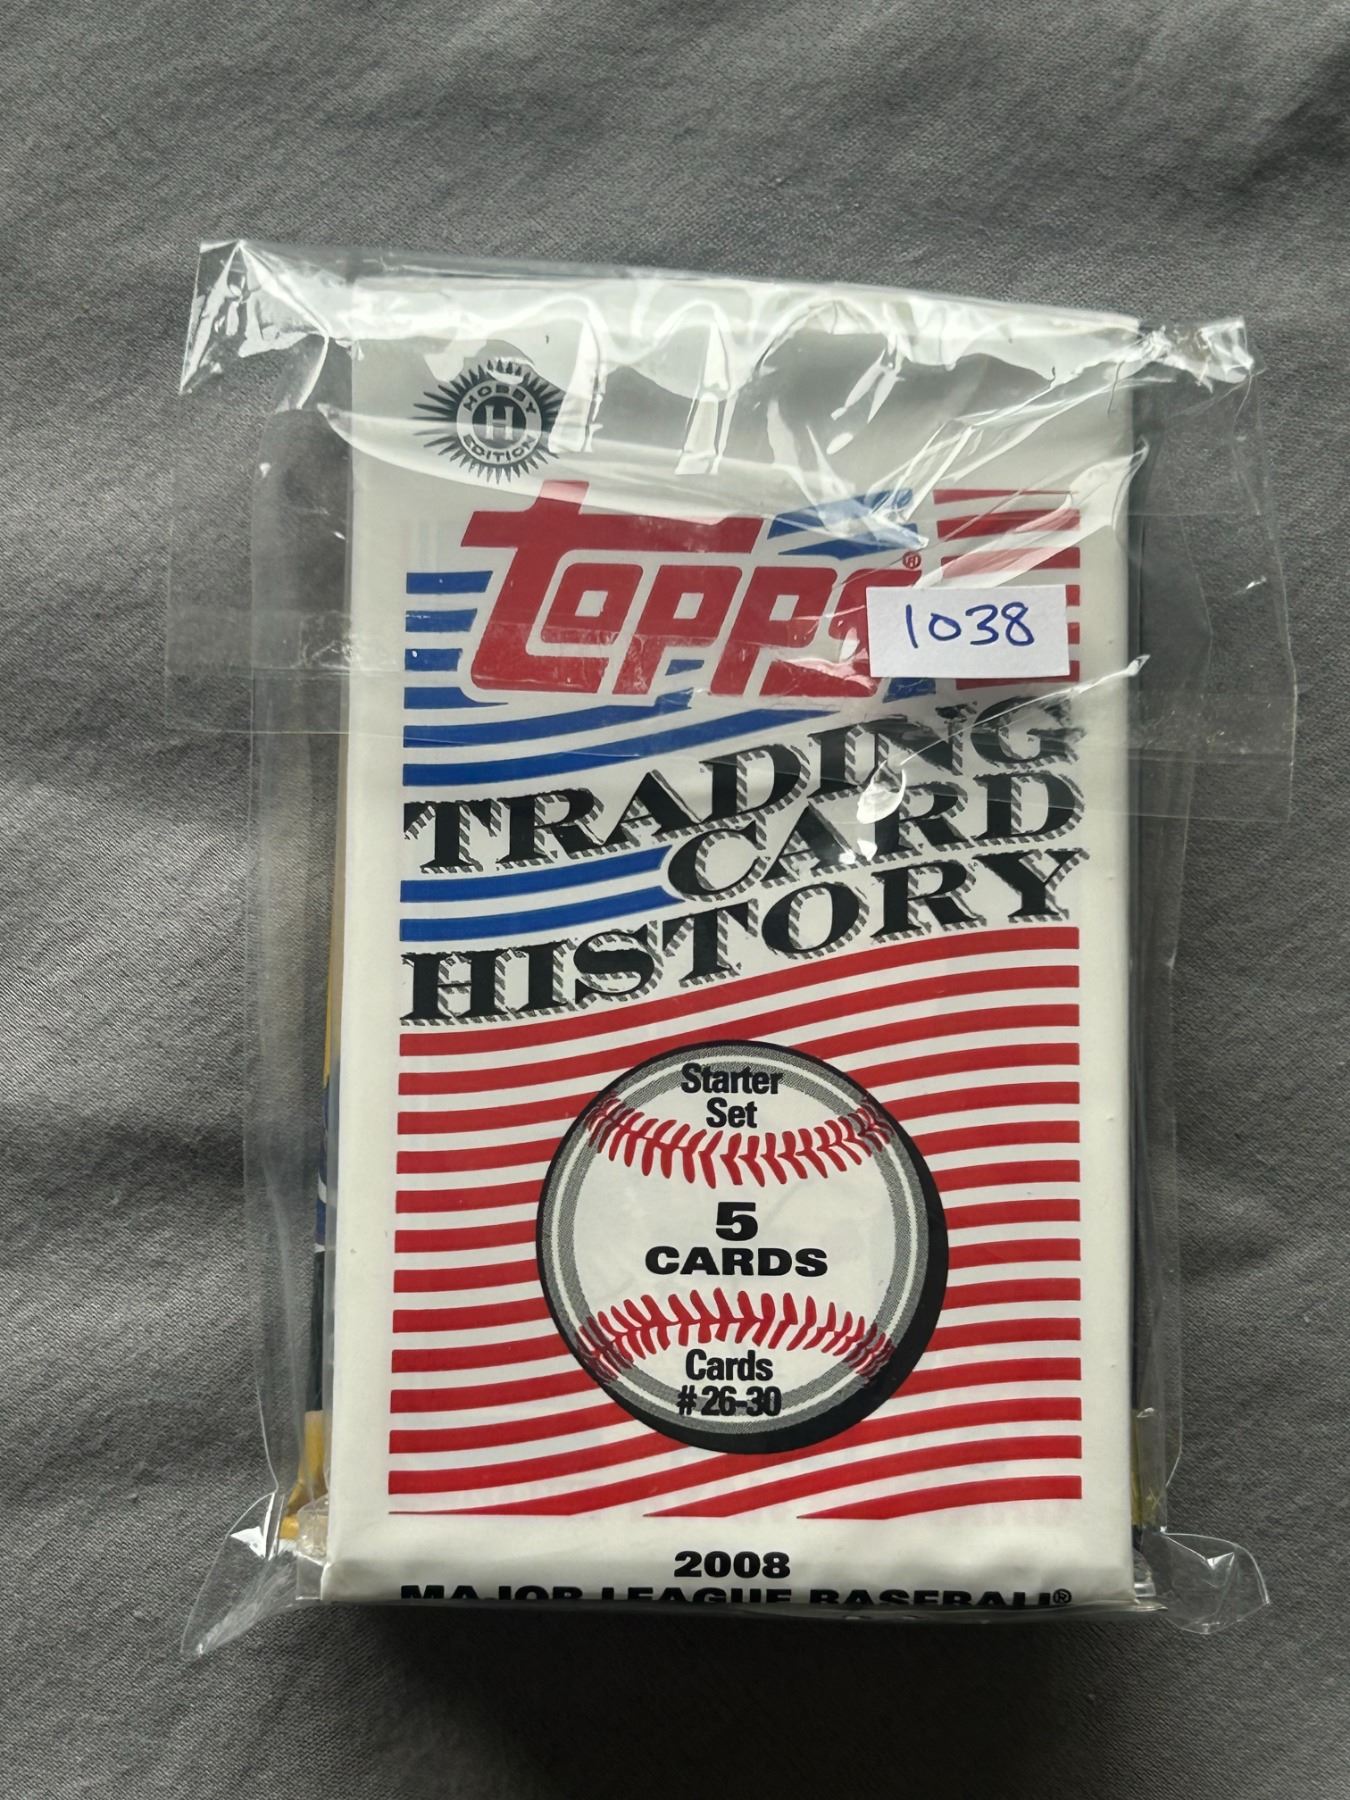 HOBBY
H
EDITION
Topps®
1038
TRADING
CARD
HISTORY
Starter
Set
5
CARDS
Cards
#26-30
2008
MAJOR LEAGUE BASEBALL®